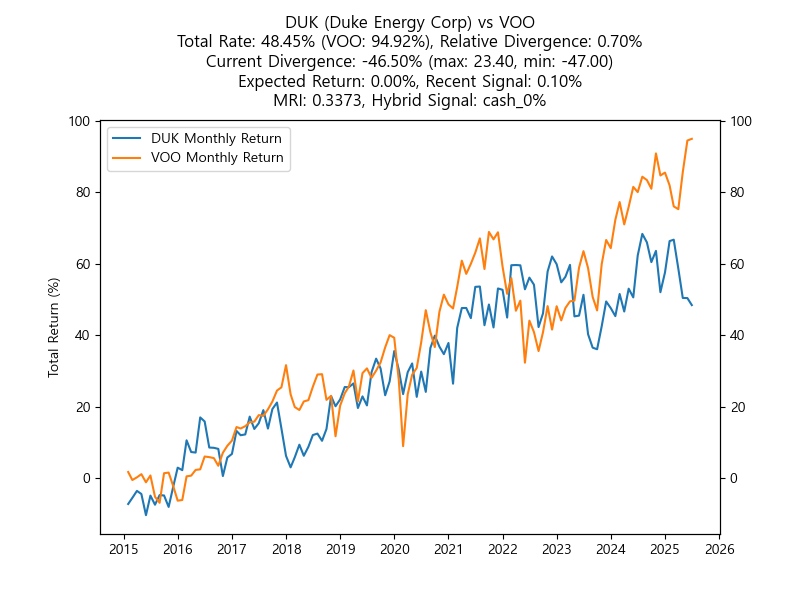 DUK (Duke Energy Corp) vs VOO
Total Rate: 48.45% (VOO: 94.92%), Relative Divergence: 0.70%
Current Divergence: -46.50% (max: 23.40, min: -47.00)
Expected Return: 0.00%, Recent Signal: 0.10%
MRI: 0.3373, Hybrid Signal: cash_0%
DUK Monthly Return
VOO Monthly Return
Total Return (%)
100
80
60
40
20
0
100
80
60
40
20
0
2015 2016 2017 2018 2019 2020 2021 2022 2023 2024 2025 2026